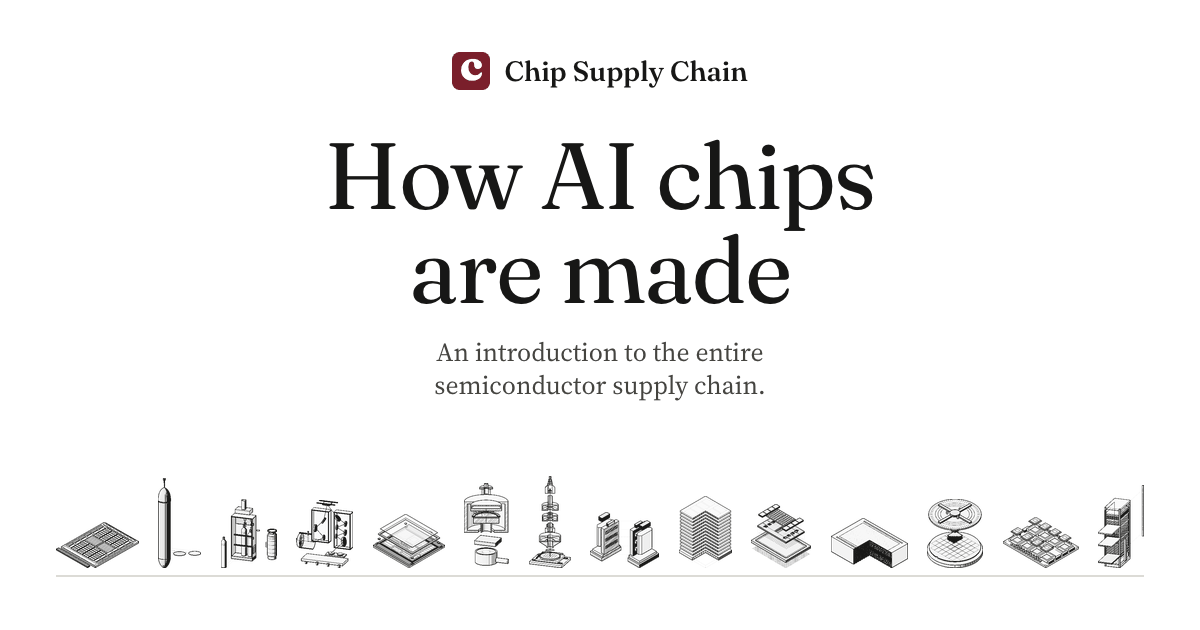 C Chip Supply Chain
How AI chips
are made
An introduction to the entire
semiconductor supply chain.